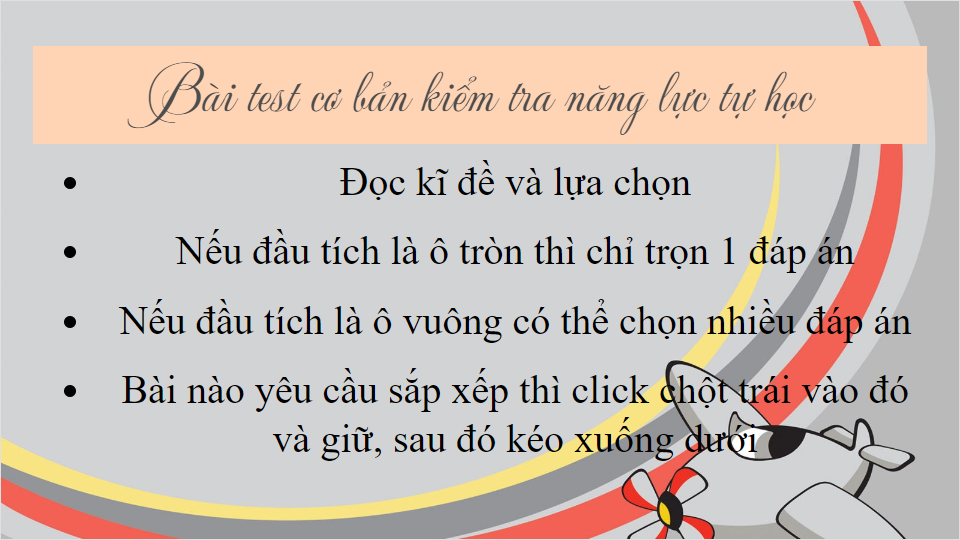 Bài test cơ bản kiểm tra năng lực tự học
• Đọc kĩ đề và lựa chọn
• Nếu đầu tích là ô tròn thì chỉ trọn 1 đáp án
• Nếu đầu tích là ô vuông có thể chọn nhiều đáp án
• Bài nào yêu cầu sắp xếp thì click chột trái vào đó
và giữ, sau đó kéo xuống dưới